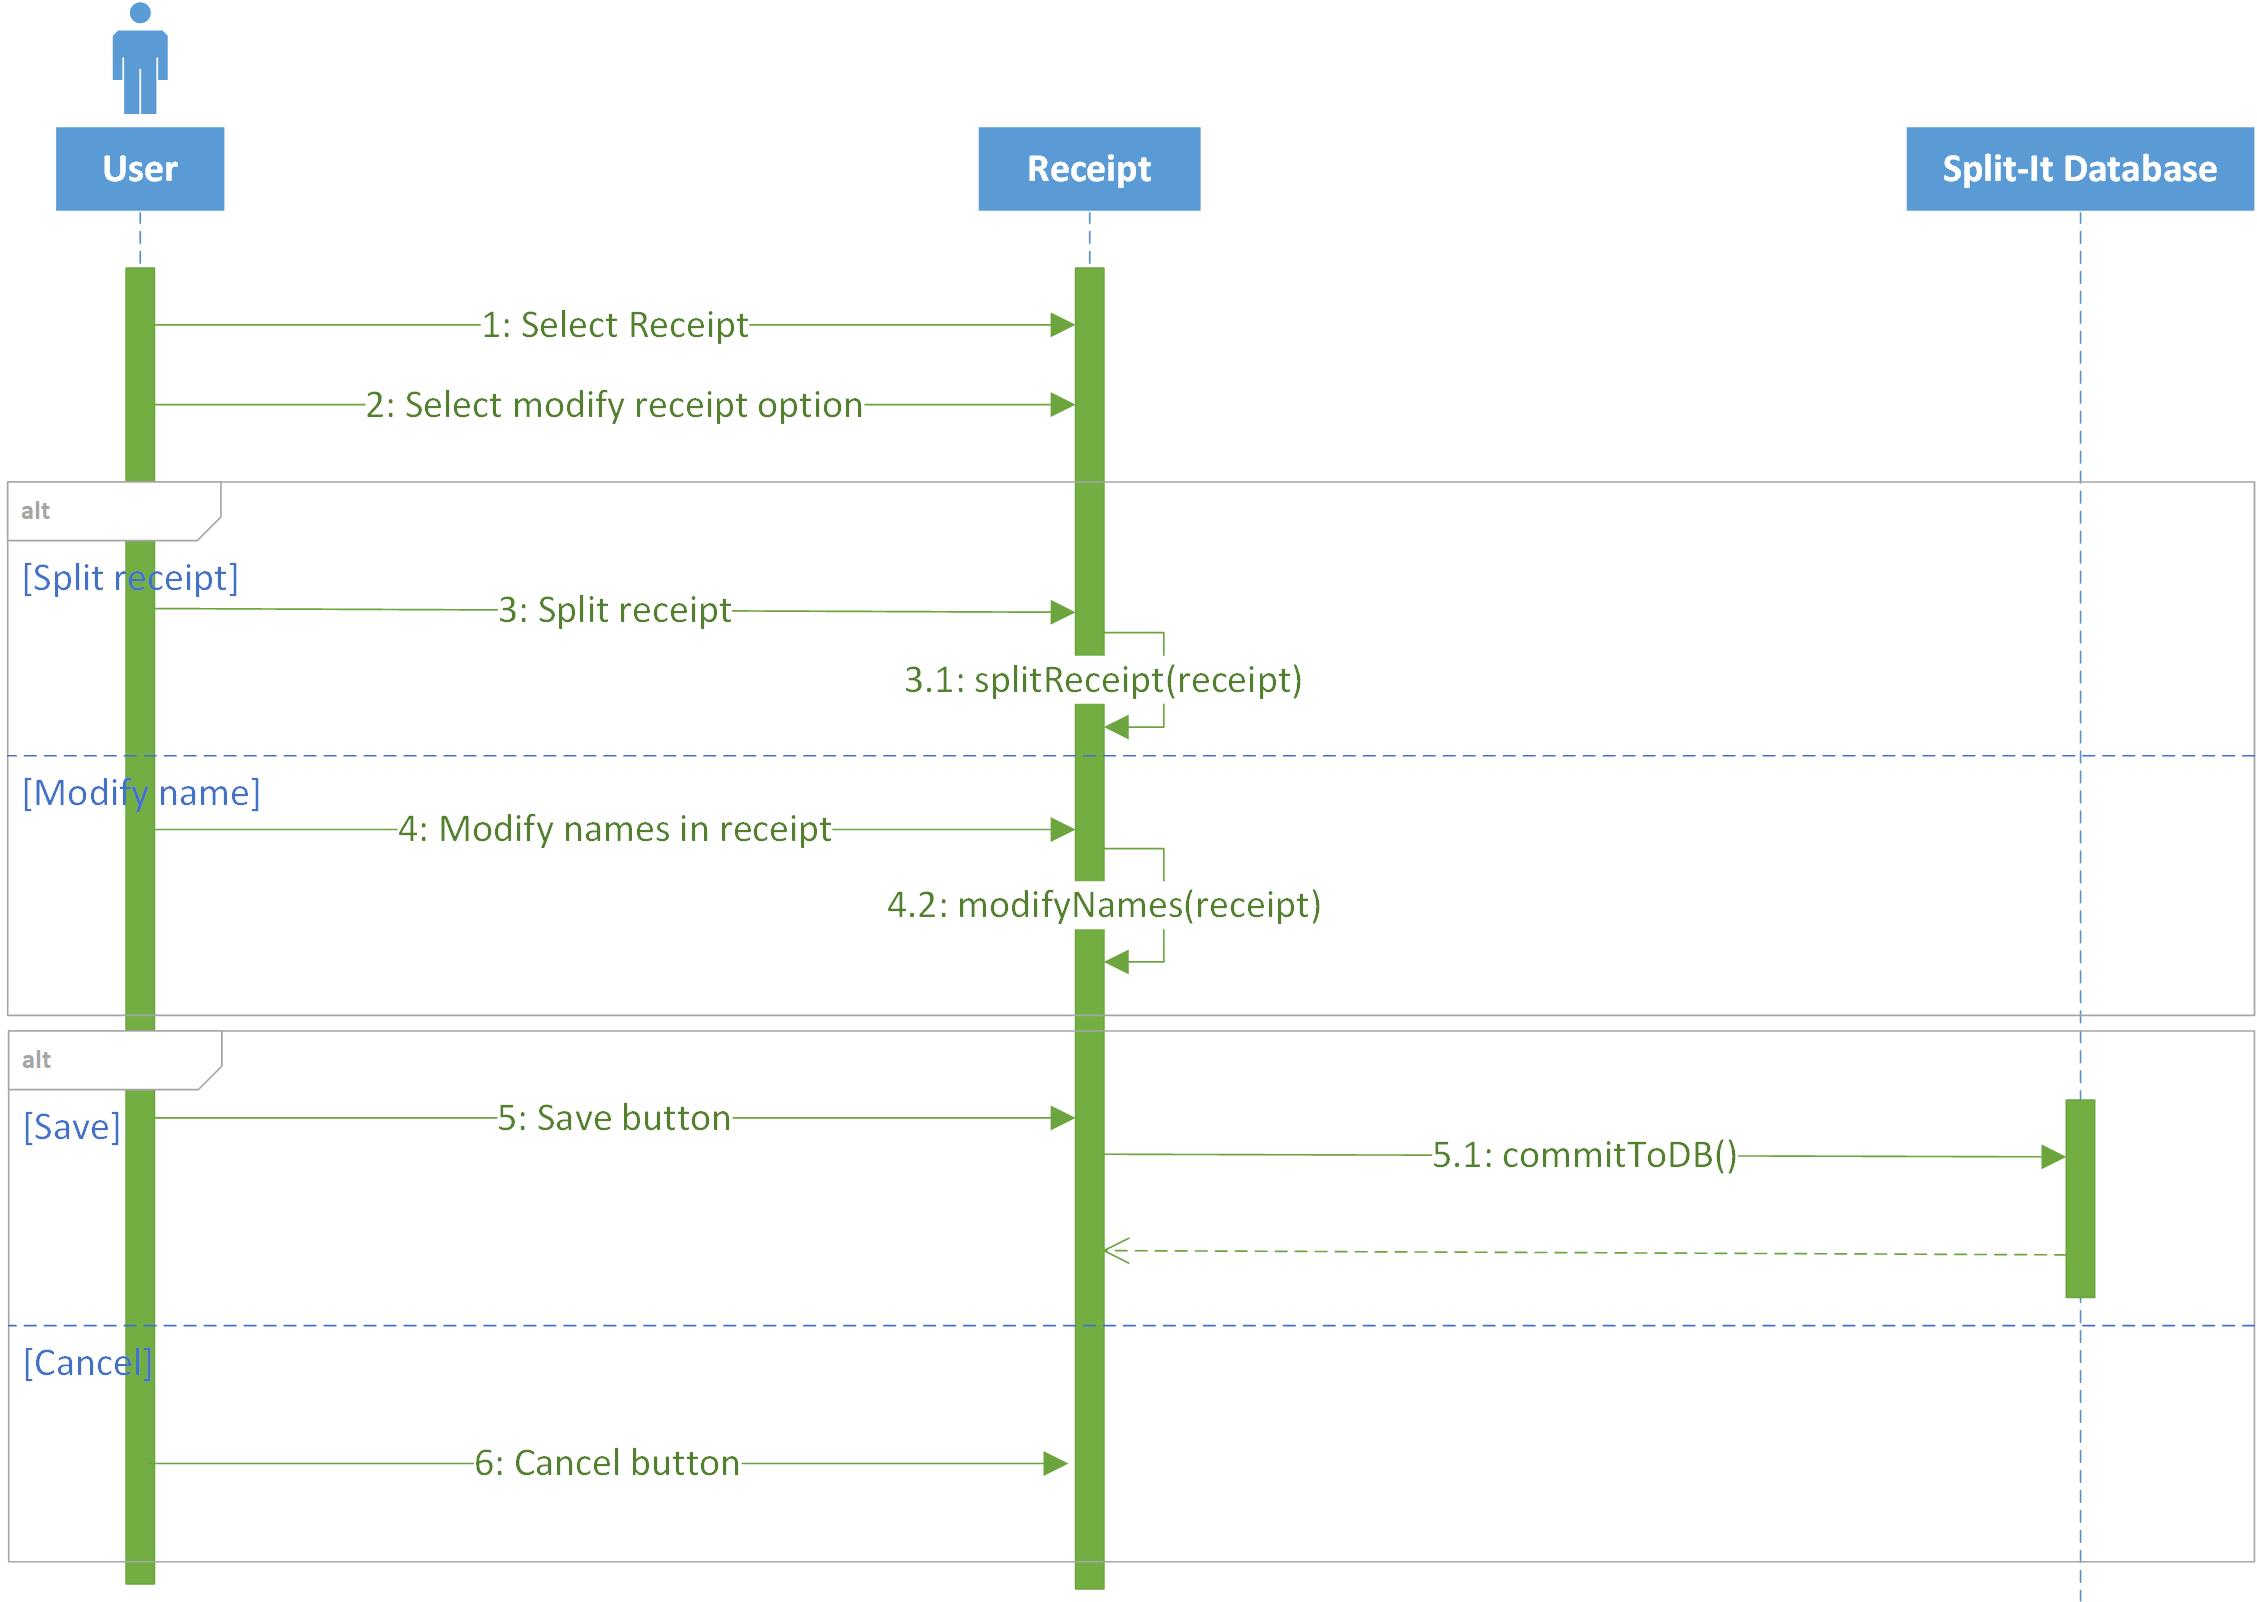 User
Receipt
Split-It Database
1: Select Receipt
2: Select modify receipt option
alt
[Split receipt]
3: Split receipt
3.1: splitReceipt(receipt)
[Modify name]
4: Modify names in receipt
4.2: modifyNames(receipt)
alt
[Save]
5: Save button
5.1: commitToDB()
[Cancel]
6: Cancel button